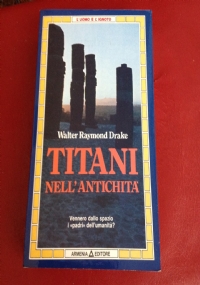 L'UOMO E L'IGNOTO
Walter Raymond Drake
TITANI
NELL'ANTICHITÀ
Vennero dallo spazio
i «padri» dell'umanità?
ARMENIA EDITORE